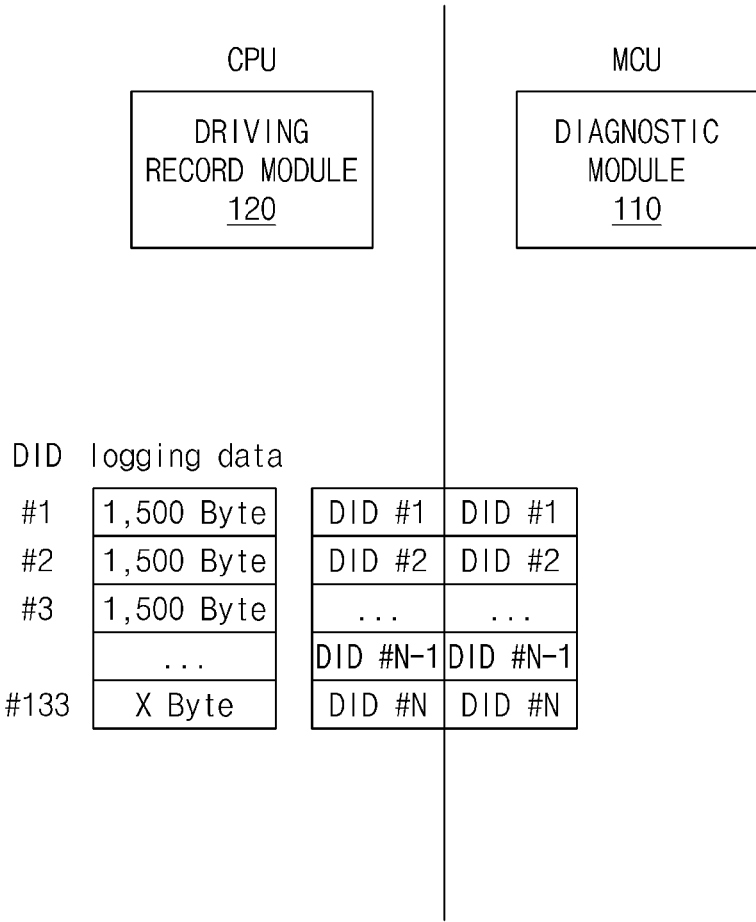 CPU MCU
DRIVING
RECORD MODULE
120
DIAGNOSTIC
MODULE
110
DID logging data
#1 1,500 Byte DID #1 DID #1
#2 1,500 Byte DID #2 DID #2
#3 1,500 Byte ... ...
... DID #N-1 DID #N-1
#133 X Byte DID #N DID #N